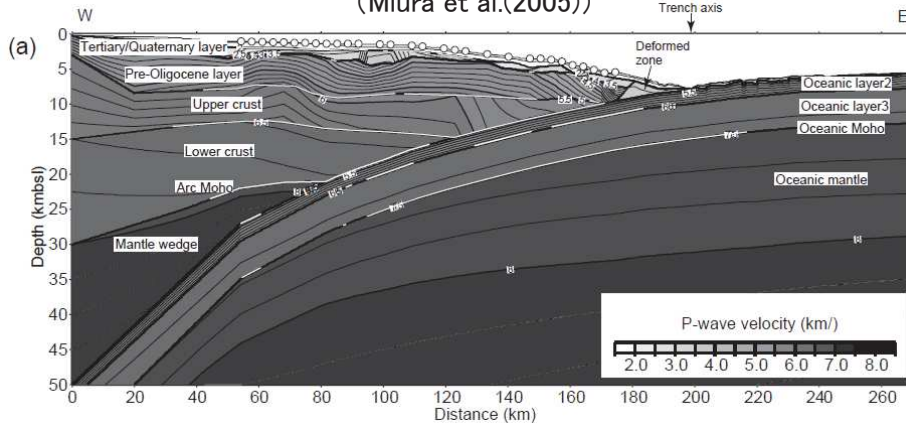 (Miura et al.(2005))
Trench axis
W
E
(a)
0
Tertiary/Quaternary layer
Deformed
zone
Pre-Oligocene layer
Oceanic layer2
5
Upper crust
Oceanic layer3
10
Oceanic Moho
15
Lower crust
20
Arc Moho
Oceanic mantle
25
Mantle wedge
30
35
40
45
50
Depth (kmbsl)
P-wave velocity (km/)
2.0 3.0 4.0 5.0 6.0 7.0 8.0
0 20 40 60 80 100 120 140 160 180 200 220 240 260
Distance (km)